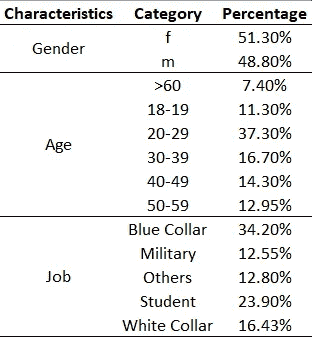 Characteristics Category Percentage
Gender
f 51.30%
m 48.80%
Age
>60 7.40%
18-19 11.30%
20-29 37.30%
30-39 16.70%
40-49 14.30%
50-59 12.95%
Job
Blue Collar 34.20%
Military 12.55%
Others 12.80%
Student 23.90%
White Collar 16.43%